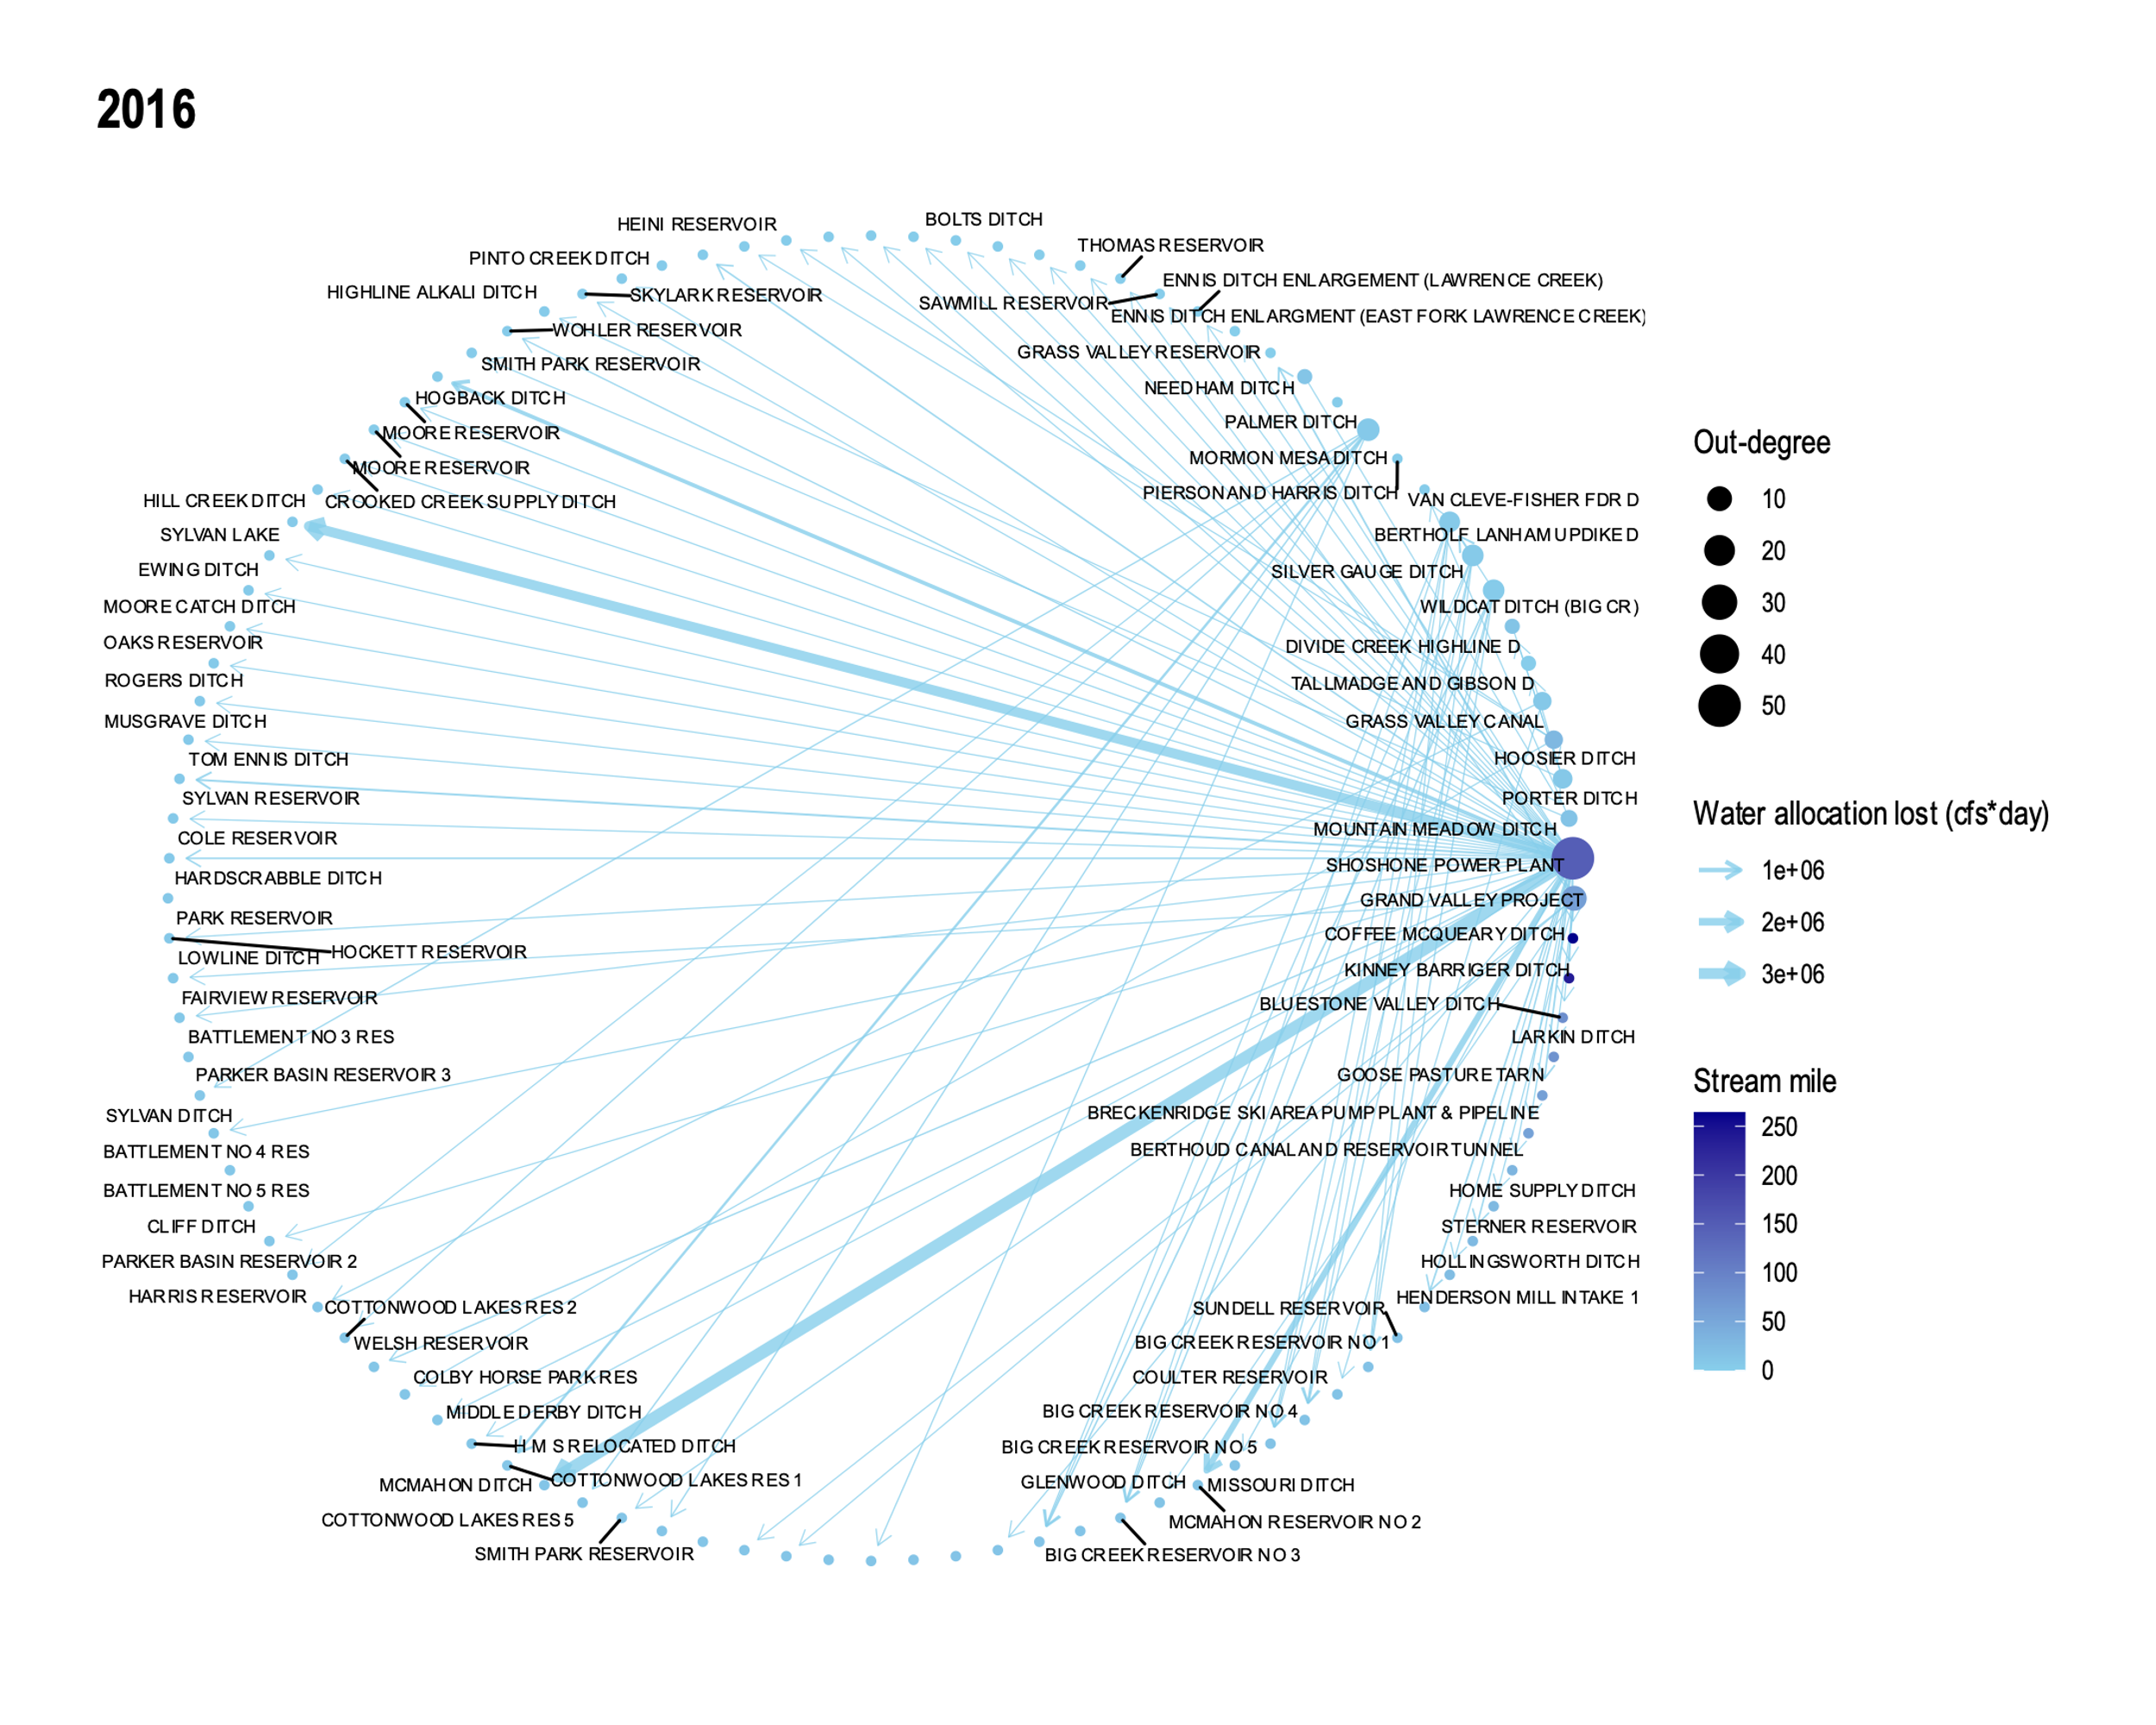 2016
HEINI RESERVOIR
BOLTS DITCH
PINTO CREEK DITCH
THOMAS RESERVOIR
HIGHLINE ALKALI DITCH
SKYLARK RESERVOIR
SAWMILL RESERVOIR
ENNIS DITCH ENLARGEMENT (LAWRENCE CREEK)
WOHLER RESERVOIR
ENNIS DITCH ENLARGMENT (EAST FORK LAWRENCE CREEK)
SMITH PARK RESERVOIR
GRASS VALLEY RESERVOIR
HOGBACK DITCH
NEEDHAM DITCH
MOORE RESERVOIR
PALMER DITCH
MOORE RESERVOIR
MORMON MESA DITCH
HILL CREEK DITCH
CROOKED CREEK SUPPLY DITCH
PIERSON AND HARRIS DITCH
VAN CLEVE-FISHER FDR D
SYLVAN LAKE
BERTHOLF LANHAM UPDIKE D
EWING DITCH
SILVER GAUGE DITCH
MOORE CATCH DITCH
WILDCAT DITCH (BIG CR)
OAKS RESERVOIR
DIVIDE CREEK HIGHLINE D
ROGERS DITCH
TALLMADGE AND GIBSON D
MUSGRAVE DITCH
GRASS VALLEY CANAL
TOM ENNIS DITCH
HOOSIER DITCH
SYLVAN RESERVOIR
PORTER DITCH
COLE RESERVOIR
MOUNTAIN MEADOW DITCH
HARDSCRABBLE DITCH
SHOSHONE POWER PLANT
PARK RESERVOIR
GRAND VALLEY PROJECT
HOCKETT RESERVOIR
COFFEE MCQUEARY DITCH
LOWLINE DITCH
KINNEY BARRIGER DITCH
FAIRVIEW RESERVOIR
BLUESTONE VALLEY DITCH
BATTLEMENT NO 3 RES
LARKIN DITCH
PARKER BASIN RESERVOIR 3
GOOSE PASTURE TARN
SYLVAN DITCH
BRECKENRIDGE SKI AREA PUMP PLANT & PIPELINE
BATTLEMENT NO 4 RES
BERTHOUD CANAL AND RESERVOIR TUNNEL
BATTLEMENT NO 5 RES
HOME SUPPLY DITCH
CLIFF DITCH
STERNER RESERVOIR
PARKER BASIN RESERVOIR 2
HOLLINGSWORTH DITCH
HARRIS RESERVOIR
HENDERSON MILL INTAKE 1
COTTONWOOD LAKES RES 2
SUNDELL RESERVOIR
WELSH RESERVOIR
BIG CREEK RESERVOIR NO 1
COLBY HORSE PARK RES
COULTER RESERVOIR
MIDDLE DERBY DITCH
BIG CREEK RESERVOIR NO 4
H M S RELOCATED DITCH
BIG CREEK RESERVOIR NO 5
MCMAHON DITCH
COTTONWOOD LAKES RES 1
GLENWOOD DITCH
MISSOURI DITCH
COTTONWOOD LAKES RES 5
MCMAHON RESERVOIR NO 2
SMITH PARK RESERVOIR
BIG CREEK RESERVOIR NO 3
Out-degree
10
20
30
40
50
Water allocation lost (cfs*day)
1e+06
2e+06
3e+06
Stream mile
250
200
150
100
50
0